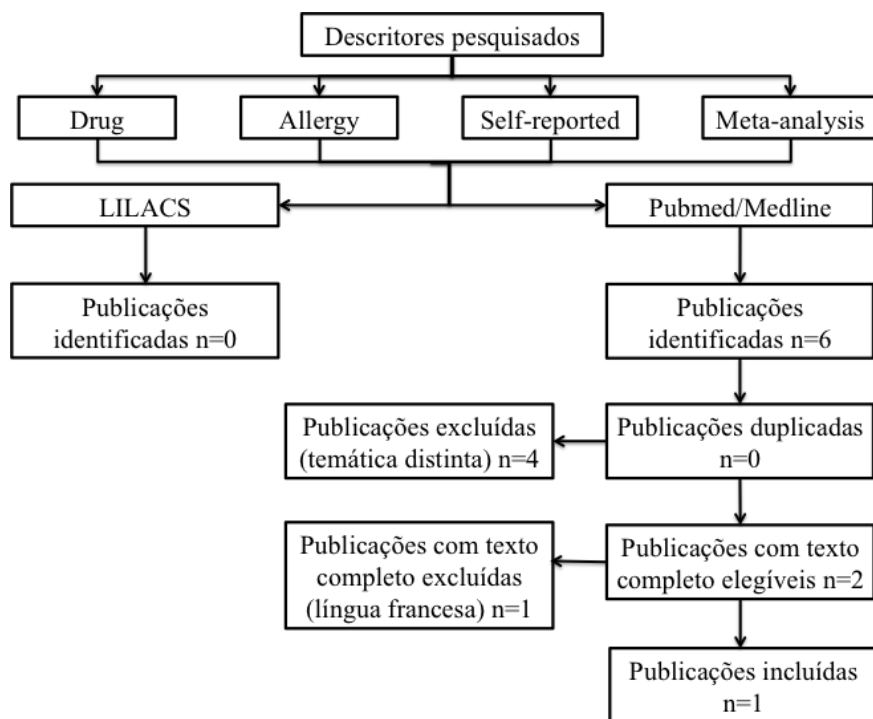 Descritores pesquisados
Drug
Allergy
Self-reported
Meta-analysis
LILACS
Pubmed/Medline
Publicações
identificadas n=0
Publicações
identificadas n=6
Publicações excluídas
(temática distinta) n=4
Publicações duplicadas
n=0
Publicações com texto
completo excluídas
(língua francesa) n=1
Publicações com texto
completo elegíveis n=2
Publicações incluídas
n=1